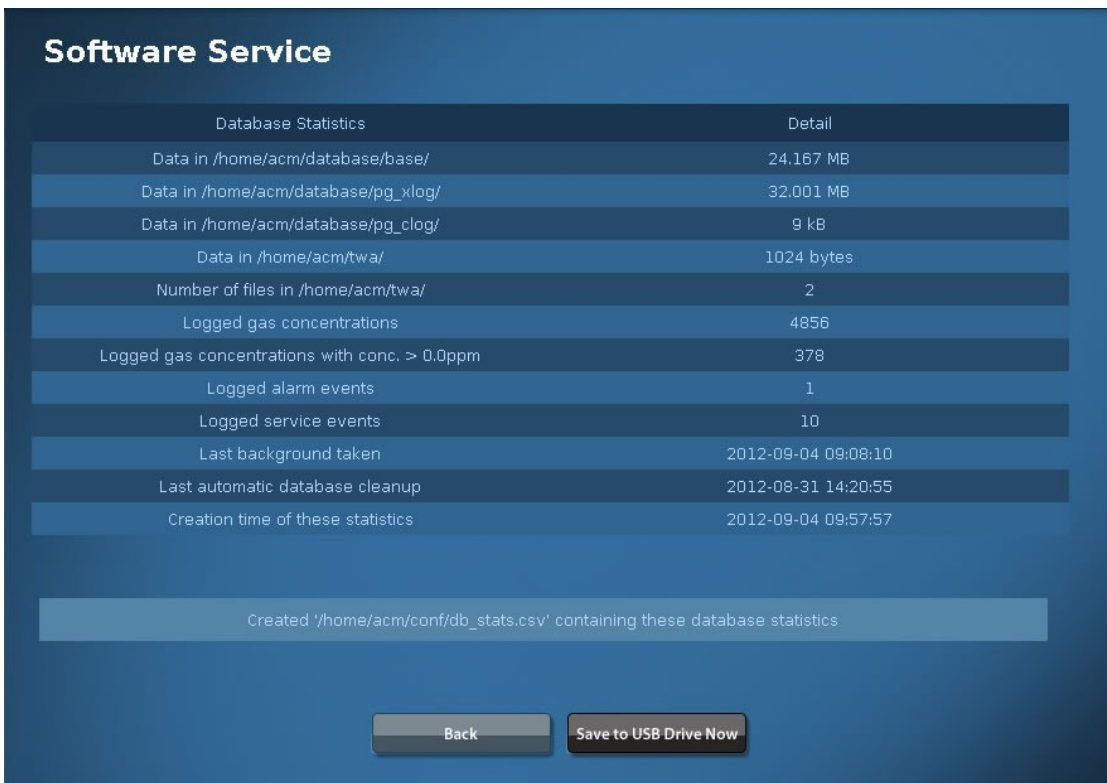 Software Service
Database Statistics Detail
Data in /home/acm/database/base/ 24.167 MB
Data in /home/acm/database/pg_xlog/ 32.001 MB
Data in /home/acm/database/pg_clog/ 9 kB
Data in /home/acm/twa/ 1024 bytes
Number of files in /home/acm/twa/ 2
Logged gas concentrations 4856
Logged gas concentrations with conc. > 0.0ppm 378
Logged alarm events 1
Logged service events 10
Last background taken 2012-09-04 09:08:10
Last automatic database cleanup 2012-08-31 14:20:55
Creation time of these statistics 2012-09-04 09:57:57
Created '/home/acm/conf/db_stats.csv' containing these database statistics
Back Save to USB Drive Now